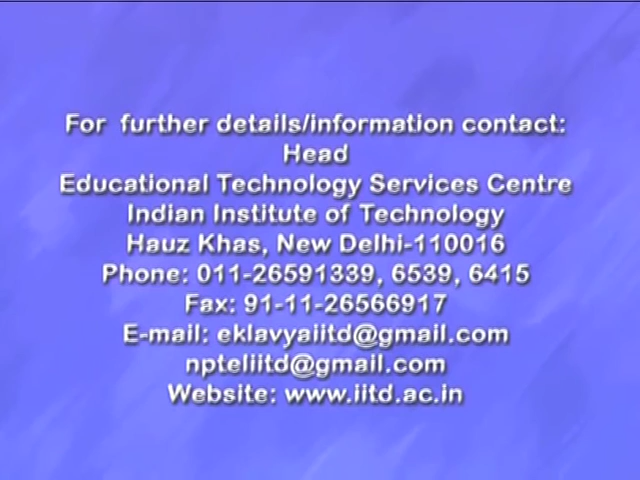 For further details/information contact:
Head
Educational Technology Services Centre
Indian Institute of Technology
Hauz Khas, New Delhi-110016
Phone: 011-26591339, 6539, 6415
Fax: 91-11-26566917
E-mail: eklavyaiitd@gmail.com
npteliitd@gmail.com
Website: www.iitd.ac.in